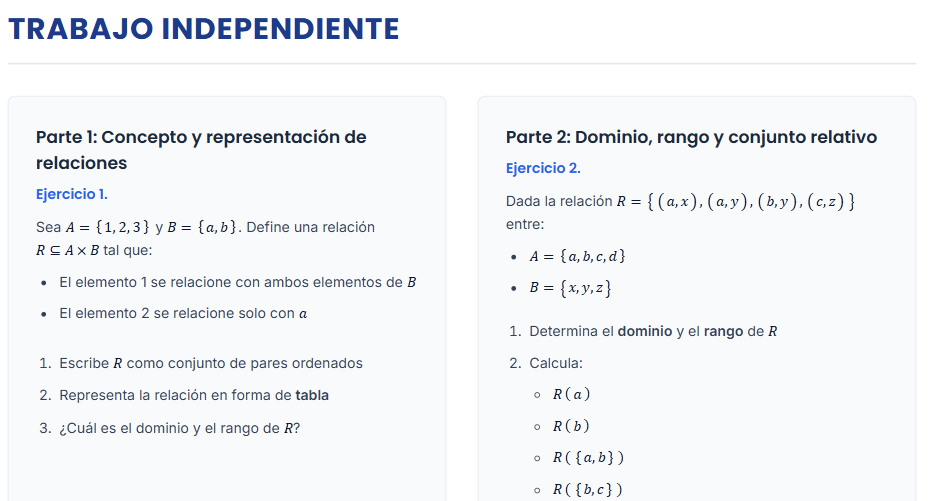 TRABAJO INDEPENDIENTE
Parte 1: Concepto y representación de
relaciones
Ejercicio 1.
Sea A = {1,2,3} y B = {a,b}. Define una relación
R ⊆ A × B tal que:
• El elemento 1 se relacione con ambos elementos de B
• El elemento 2 se relacione solo con a
1. Escribe R como conjunto de pares ordenados
2. Representa la relación en forma de tabla
3. ¿Cuál es el dominio y el rango de R?
Parte 2: Dominio, rango y conjunto relativo
Ejercicio 2.
Dada la relación R = {(a,x),(a,y),(b,y),(c,z)}
entre:
• A = {a,b,c,d}
• B = {x,y,z}
1. Determina el dominio y el rango de R
2. Calcula:
◦ R(a)
◦ R(b)
◦ R({a,b})
◦ R({b,c})